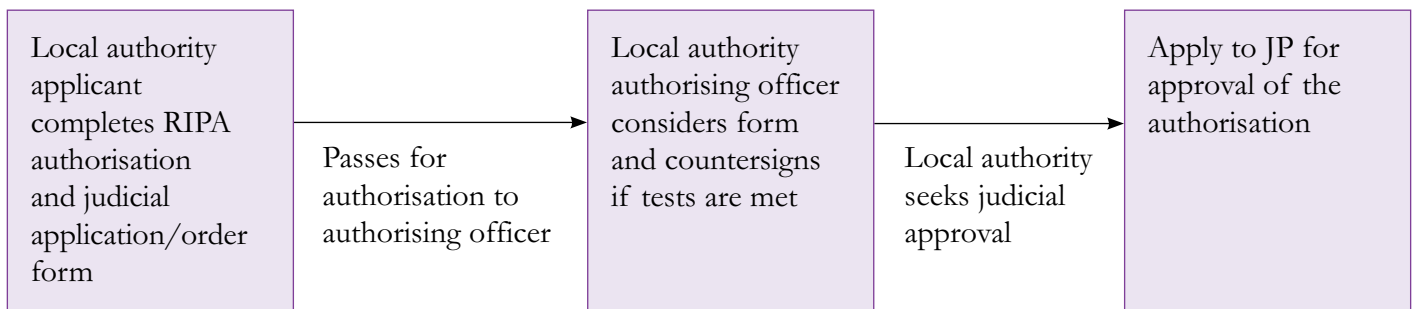 Local authority
applicant
completes RIPA
authorisation
and judicial
application/order
form
Passes for
authorisation to
authorising officer
Local authority
authorising officer
considers form
and countersigns
if tests are met
Local authority
seeks judicial
approval
Apply to JP for
approval of the
authorisation